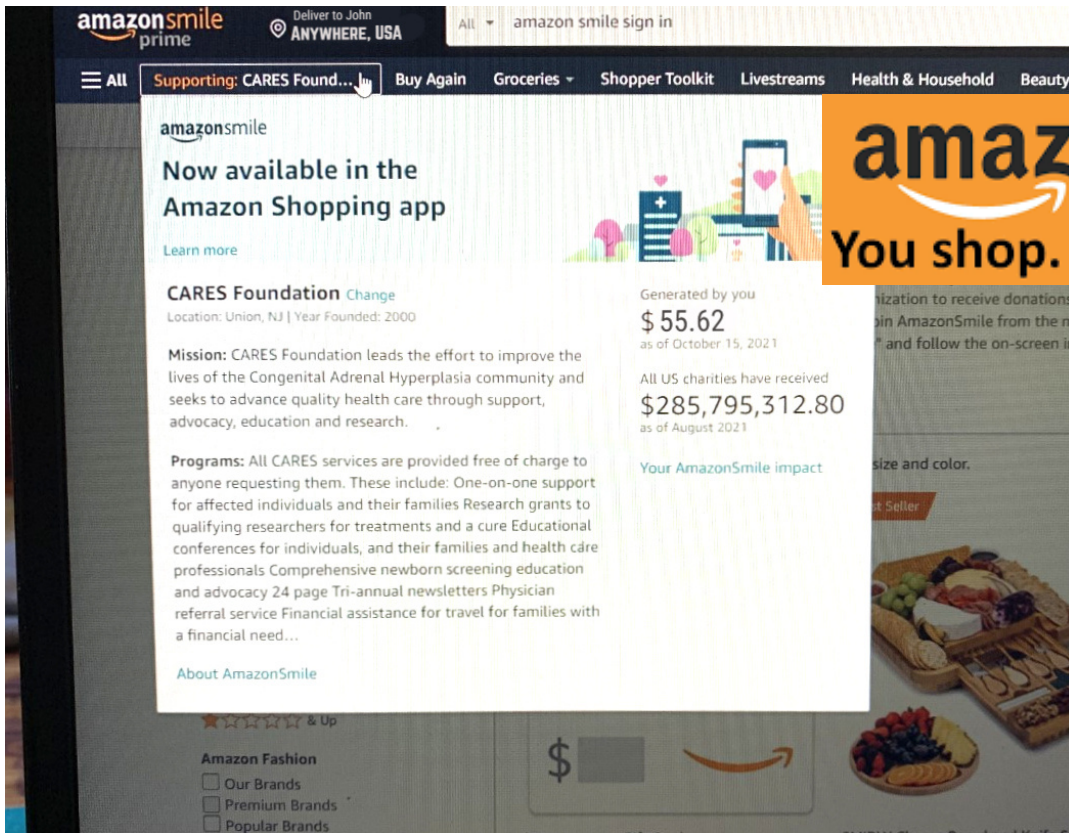 amazonsmile
prime
Deliver to John
ANYWHERE, USA
All
amazon smile sign in
All
Supporting: CARES Found...
Buy Again
Groceries
Shopper Toolkit
Livestreams
Health & Household
Beauty
amazonsmile
Now available in the
Amazon Shopping app
Learn more
amaz
You shop.
CARES Foundation Change
Location: Union, NJ | Year Founded: 2000
Mission: CARES Foundation leads the effort to improve the
lives of the Congenital Adrenal Hyperplasia community and
seeks to advance quality health care through support,
advocacy, education and research.
Programs: All CARES services are provided free of charge to
anyone requesting them. These include: One-on-one support
for affected individuals and their families Research grants to
qualifying researchers for treatments and a cure Educational
conferences for individuals, and their families and health care
professionals Comprehensive newborn screening education
and advocacy 24 page Tri-annual newsletters Physician
referral service Financial assistance for travel for families with
a financial need...
About AmazonSmile
Generated by you
$ 55.62
as of October 15, 2021
All US charities have received
$285,795,312.80
as of August 2021
Your AmazonSmile impact
nization to receive donations
oin AmazonSmile from the
" and follow the on-screen
size and color.
st Seller
& Up
Amazon Fashion
Our Brands
Premium Brands
Popular Brands
$